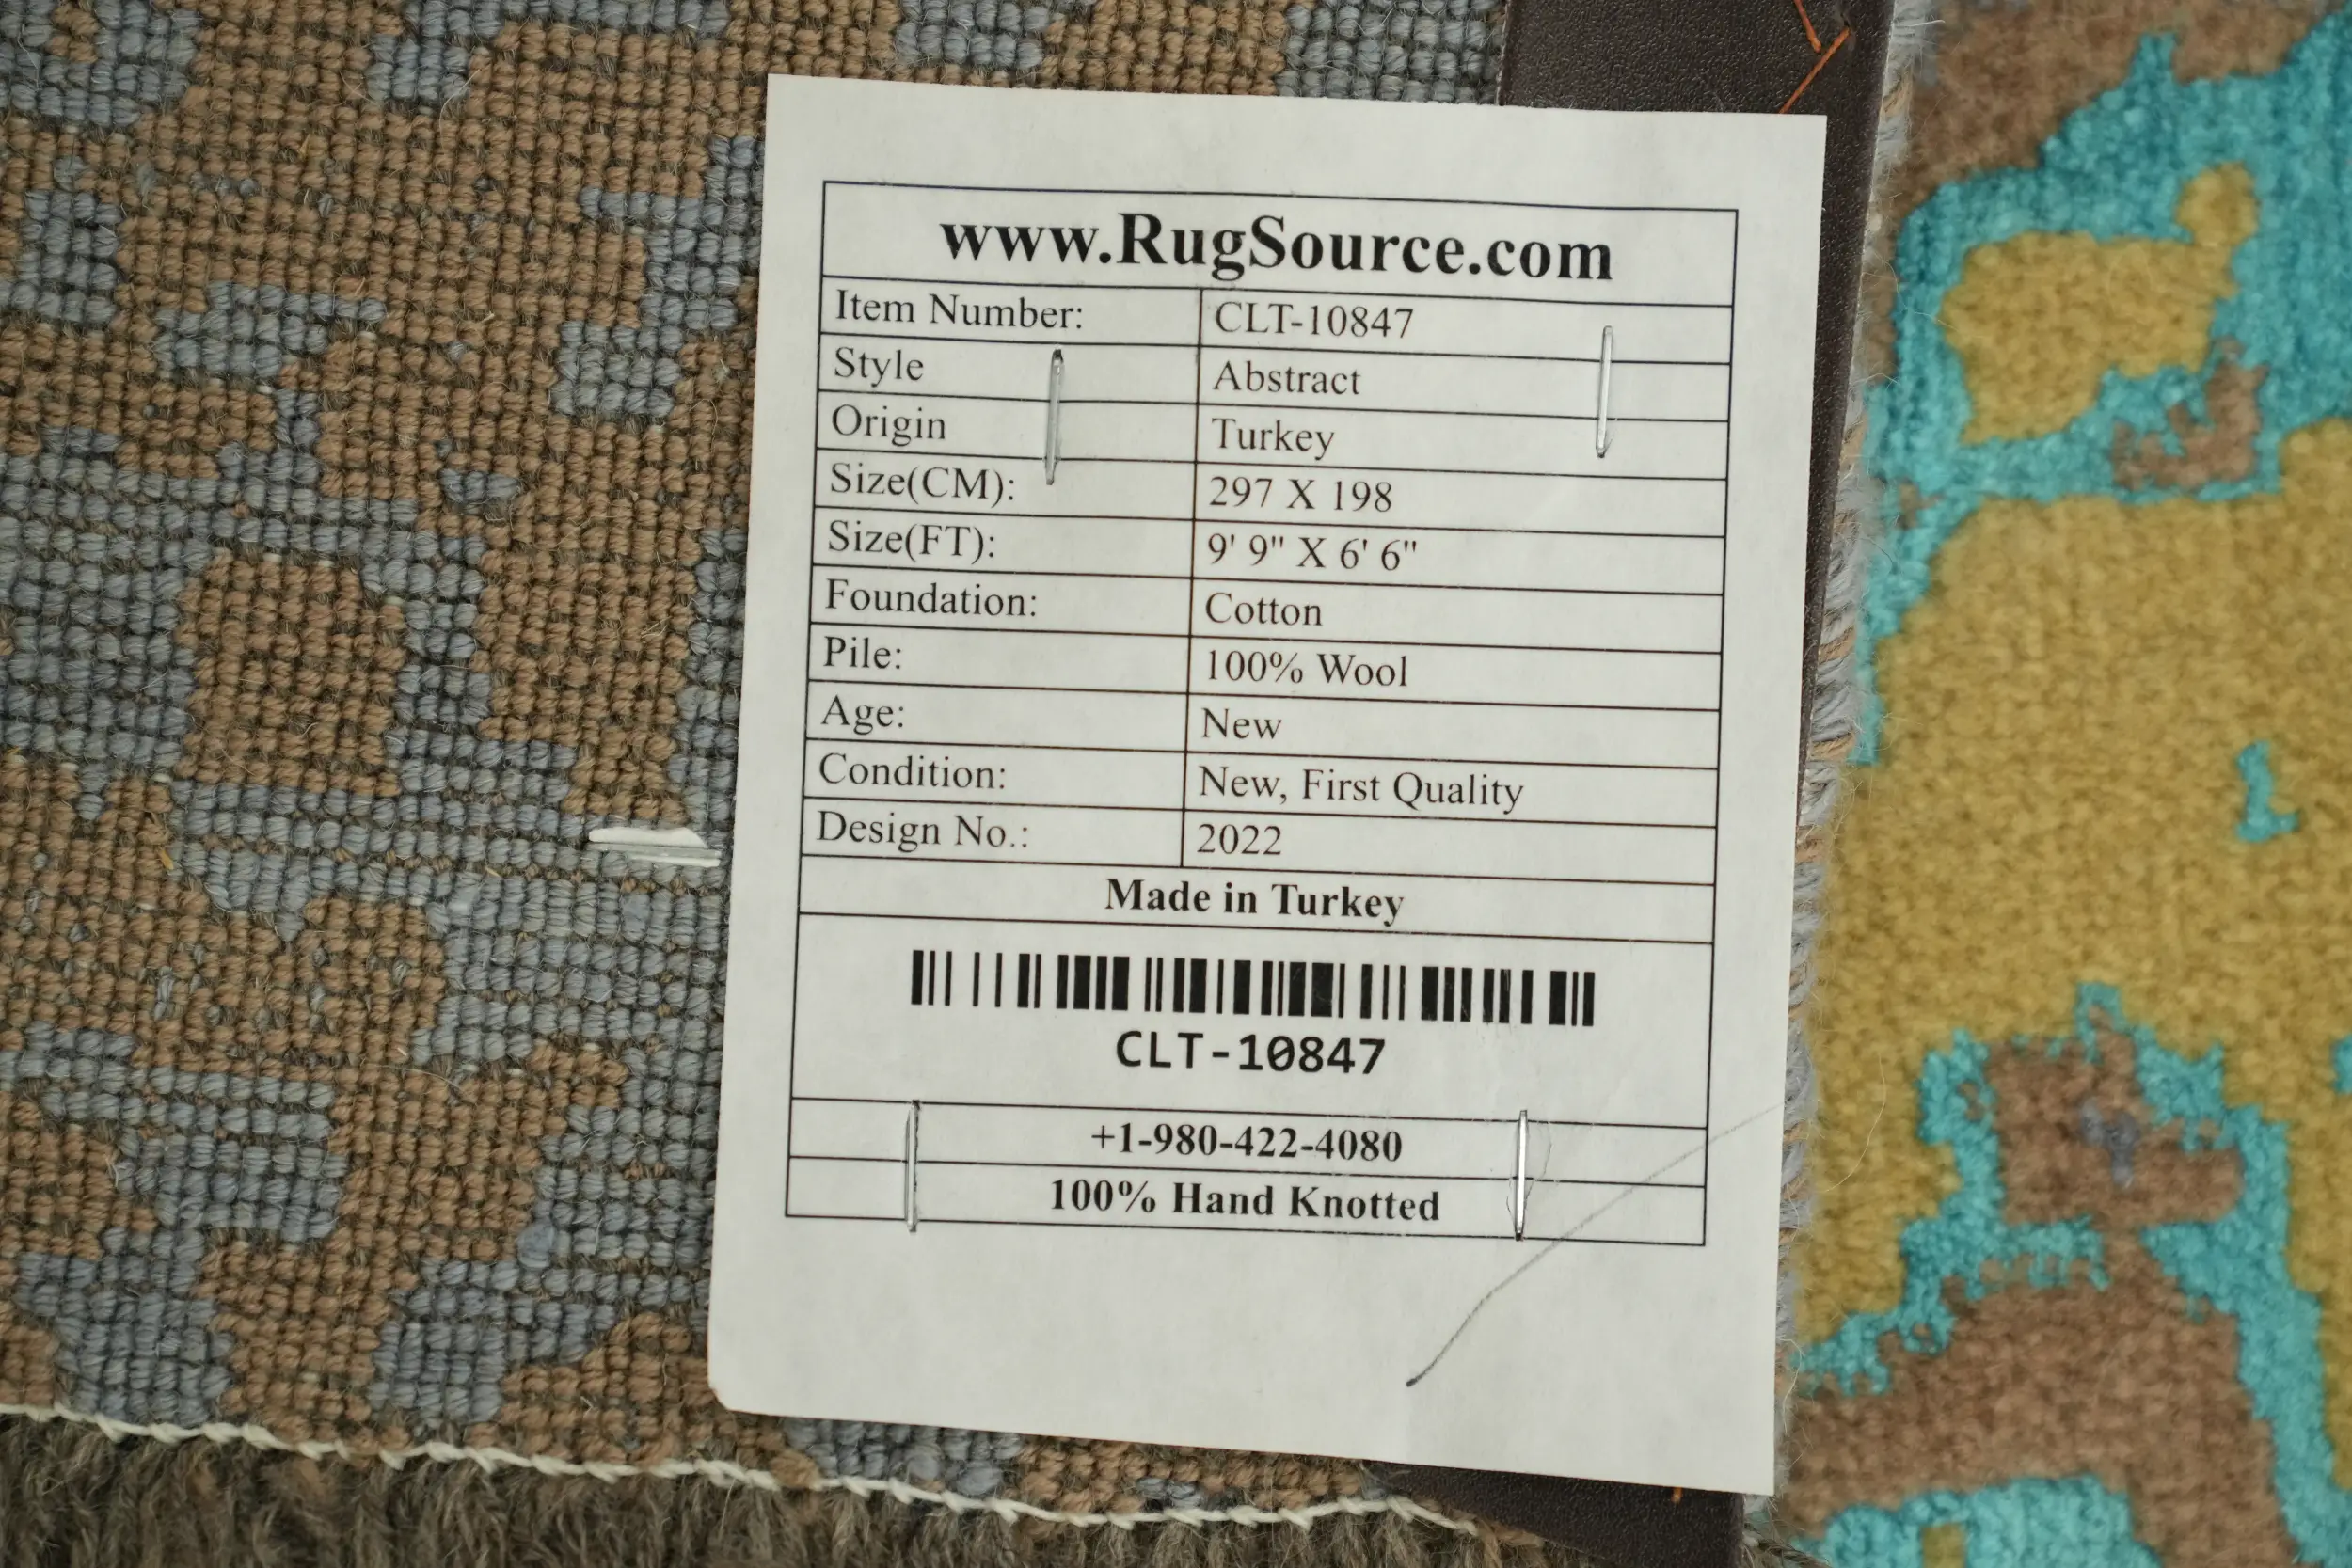 www.RugSource.com
Item Number: CLT-10847
Style Abstract
Origin Turkey
Size(CM): 297 X 198
Size(FT): 9' 9" X 6' 6"
Foundation: Cotton
Pile: 100% Wool
Age: New
Condition: New, First Quality
Design No.: 2022
Made in Turkey
CLT-10847
+1-980-422-4080
100% Hand Knotted